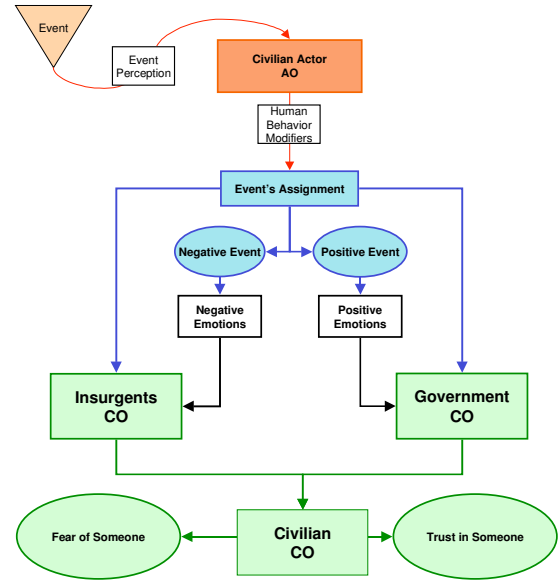 Event
Event
Perception
Civilian Actor
AO
Human
Behavior
Modifiers
Event's Assignment
Negative Event
Positive Event
Negative
Emotions
Positive
Emotions
Insurgents
CO
Government
CO
Fear of Someone
Civilian
CO
Trust in Someone